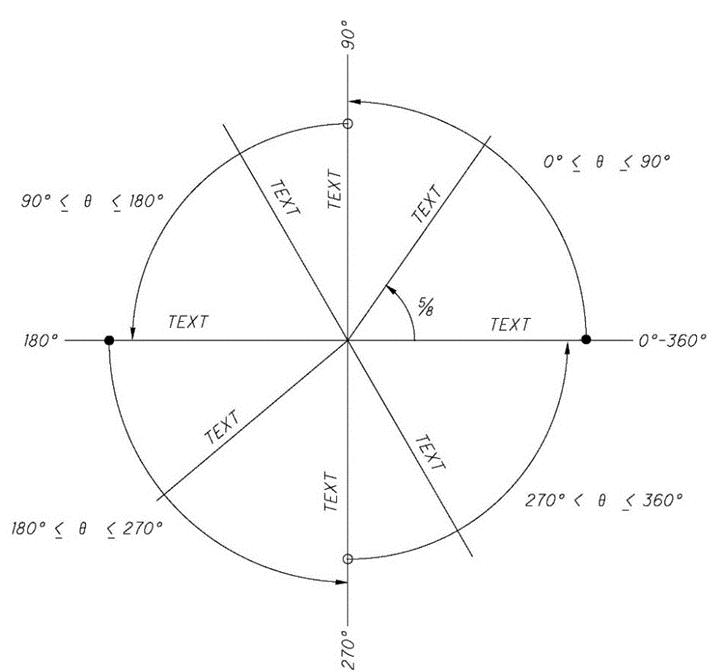 90°
0° ≤ θ ≤ 90°
TEXT
TEXT
TEXT
90° ≤ θ ≤ 180°
5/8
TEXT
TEXT
180°
0°-360°
TEXT
TEXT
TEXT
270° < θ ≤ 360°
180° ≤ θ ≤ 270°
270°